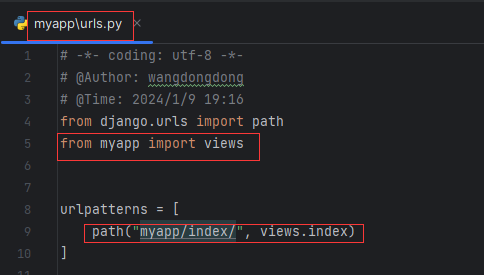 myapp\urls.py
1 # -*- coding: utf-8 -*-
2 # @Author: wangdongdong
3 # @Time: 2024/1/9 19:16
4 from django.urls import path
5 from myapp import views
6
7
8 urlpatterns = [
9     path("myapp/index/", views.index)
10 ]